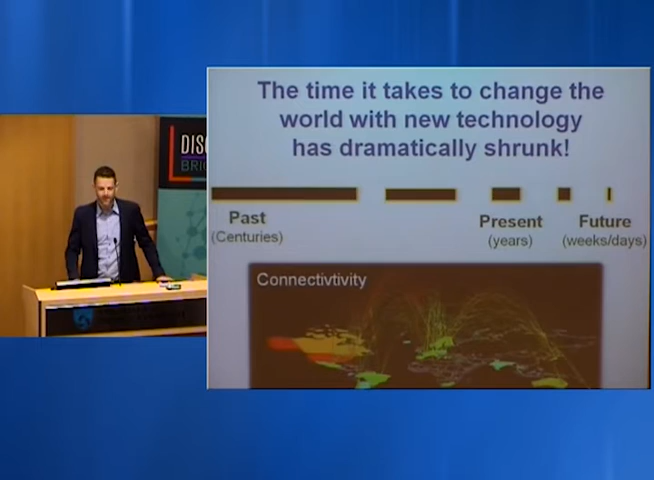 The time it takes to change the
world with new technology
has dramatically shrunk!
Past
(Centuries)
Present
(years)
Future
(weeks/days)
Connectivtivity